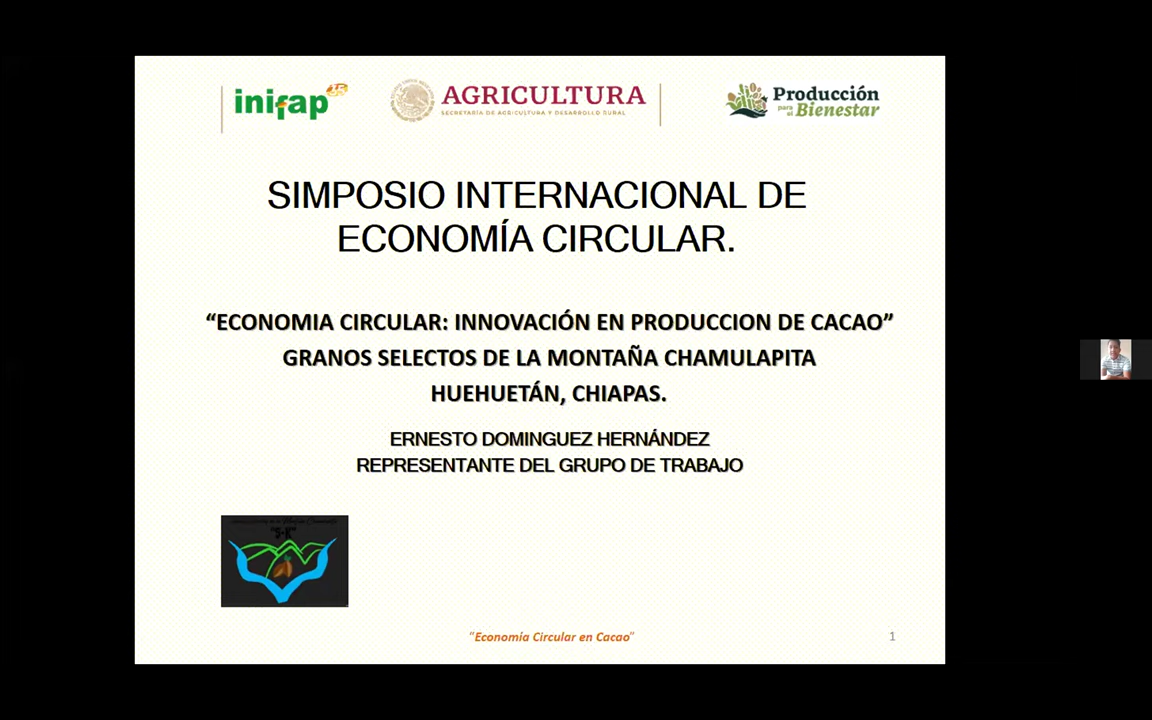 inifap
AGRICULTURA
SECRETARÍA DE AGRICULTURA Y DESARROLLO RURAL
Producción
para el Bienestar
SIMPOSIO INTERNACIONAL DE
ECONOMÍA CIRCULAR.
“ECONOMIA CIRCULAR: INNOVACIÓN EN PRODUCCION DE CACAO”
GRANOS SELECTOS DE LA MONTAÑA CHAMULAPITA
HUEHUETÁN, CHIAPAS.
ERNESTO DOMINGUEZ HERNÁNDEZ
REPRESENTANTE DEL GRUPO DE TRABAJO
"Economía Circular en Cacao"
1